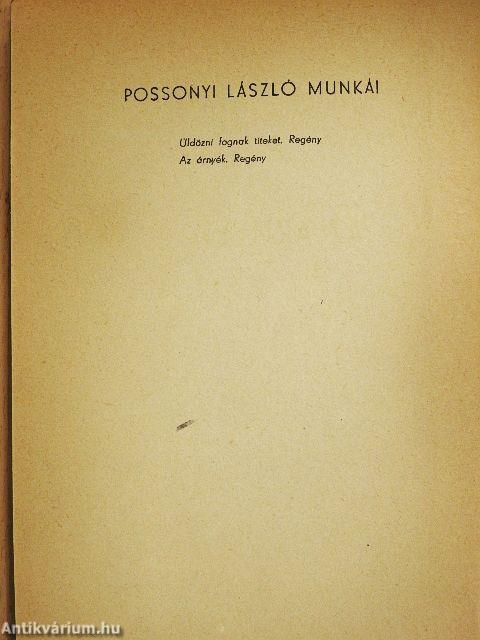 POSSONYI LÁSZLÓ MUNKÁI
Üldözni fognak titeket. Regény
Az árnyék. Regény
Antikvárium.hu